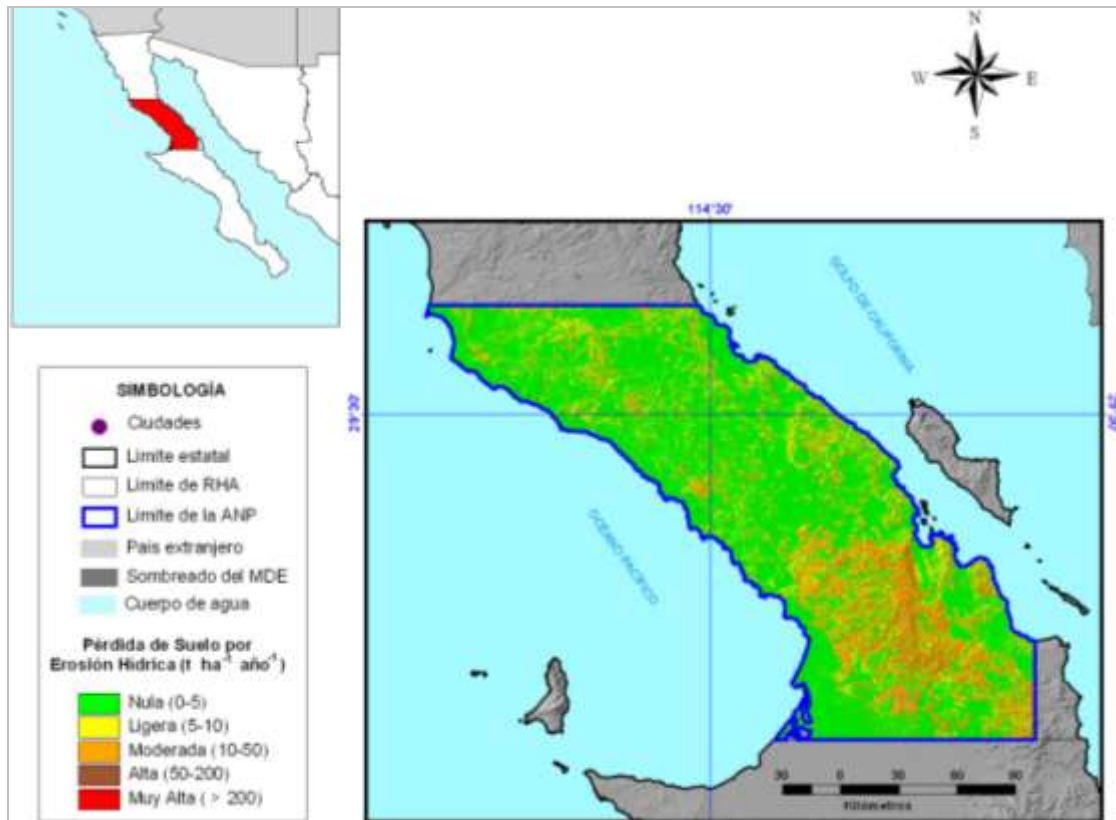 N
W E
S
114°30'
GOLFO DE CALIFORNIA
29°30'
29°30'
OCÉANO PACÍFICO
SIMBOLOGÍA
Ciudades
Límite estatal
Límite de RHA
Límite de la ANP
País extranjero
Sombreado del MDE
Cuerpo de agua
Pérdida de Suelo por
Erosión Hídrica (t ha⁻¹ año⁻¹)
Nula (0-5)
Ligera (5-10)
Moderada (10-50)
Alta (50-200)
Muy Alta ( > 200)
30 0 30 60 90
Kilometros